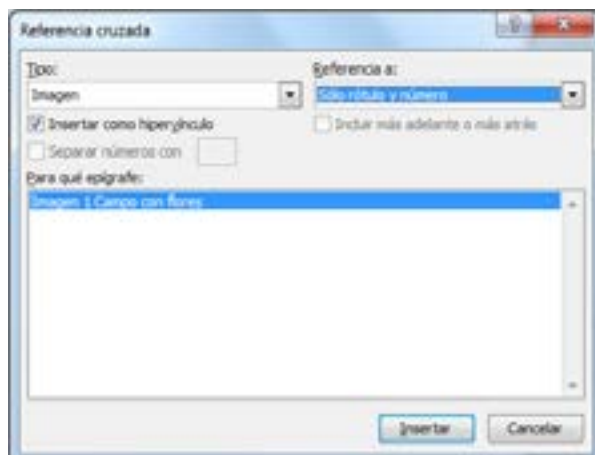 Referencia cruzada
Tipo:
Referencia a:
Imagen
Sólo rótulo y número
Insertar como hipervínculo
Incluir más adelante o más atrás
Separar números con
Para qué epígrafe:
Imagen 1 Campo con flores
Insertar
Cancelar